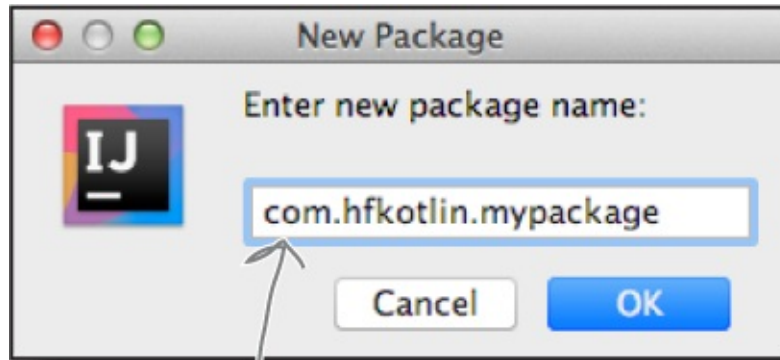 New Package
Enter new package name:
IJ
com.hfkotlin.mypackage
Cancel
OK